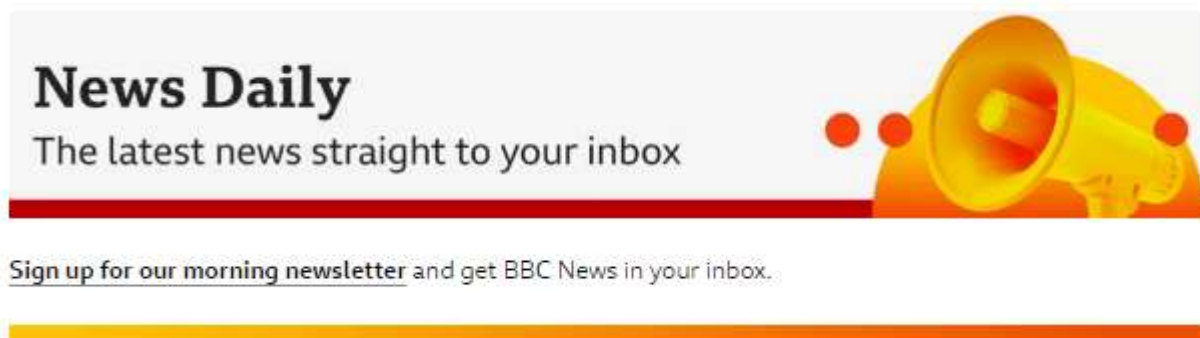 News Daily
The latest news straight to your inbox
Sign up for our morning newsletter and get BBC News in your inbox.